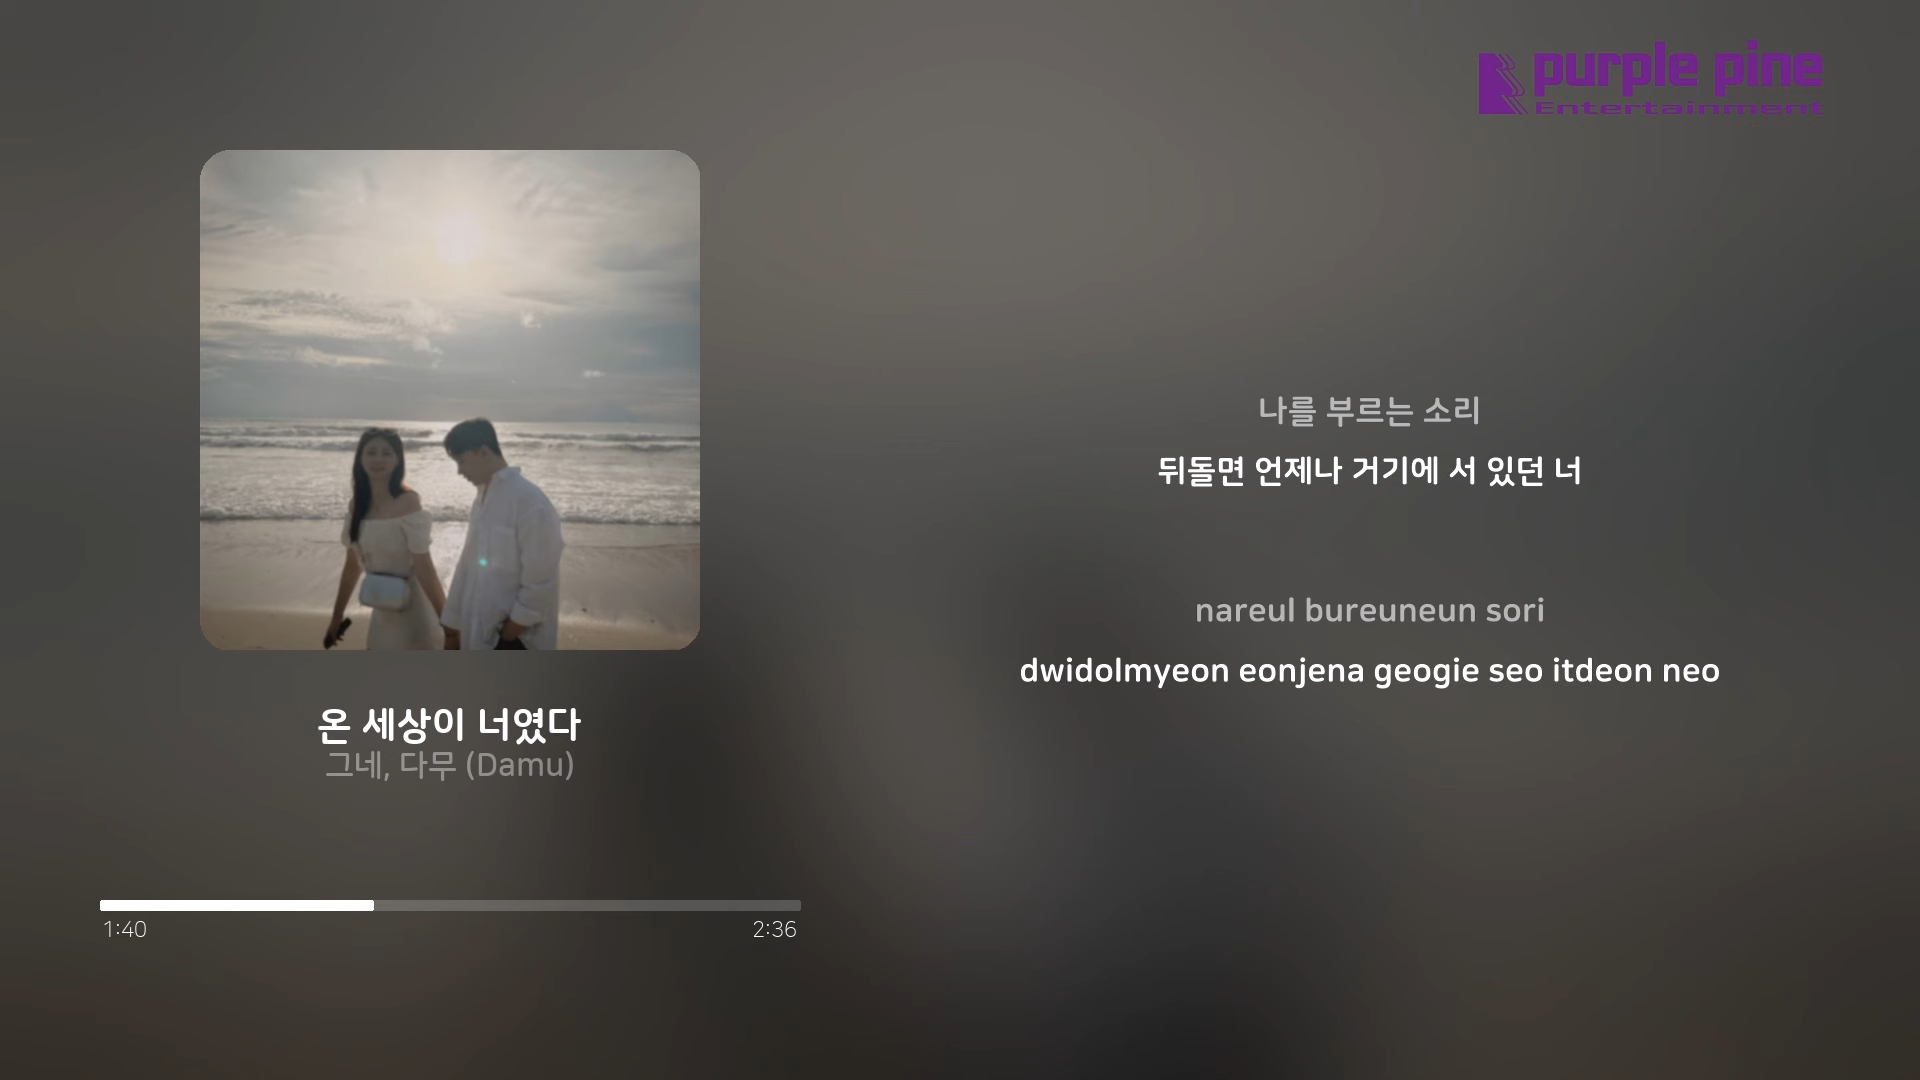 purple pine
Entertainment
나를 부르는 소리
뒤돌면 언제나 거기에 서 있던 너
nareul bureuneun sori
dwidolmyeon eonjena geogie seo itdeon neo
온 세상이 너였다
그네, 다무 (Damu)
1:40
2:36